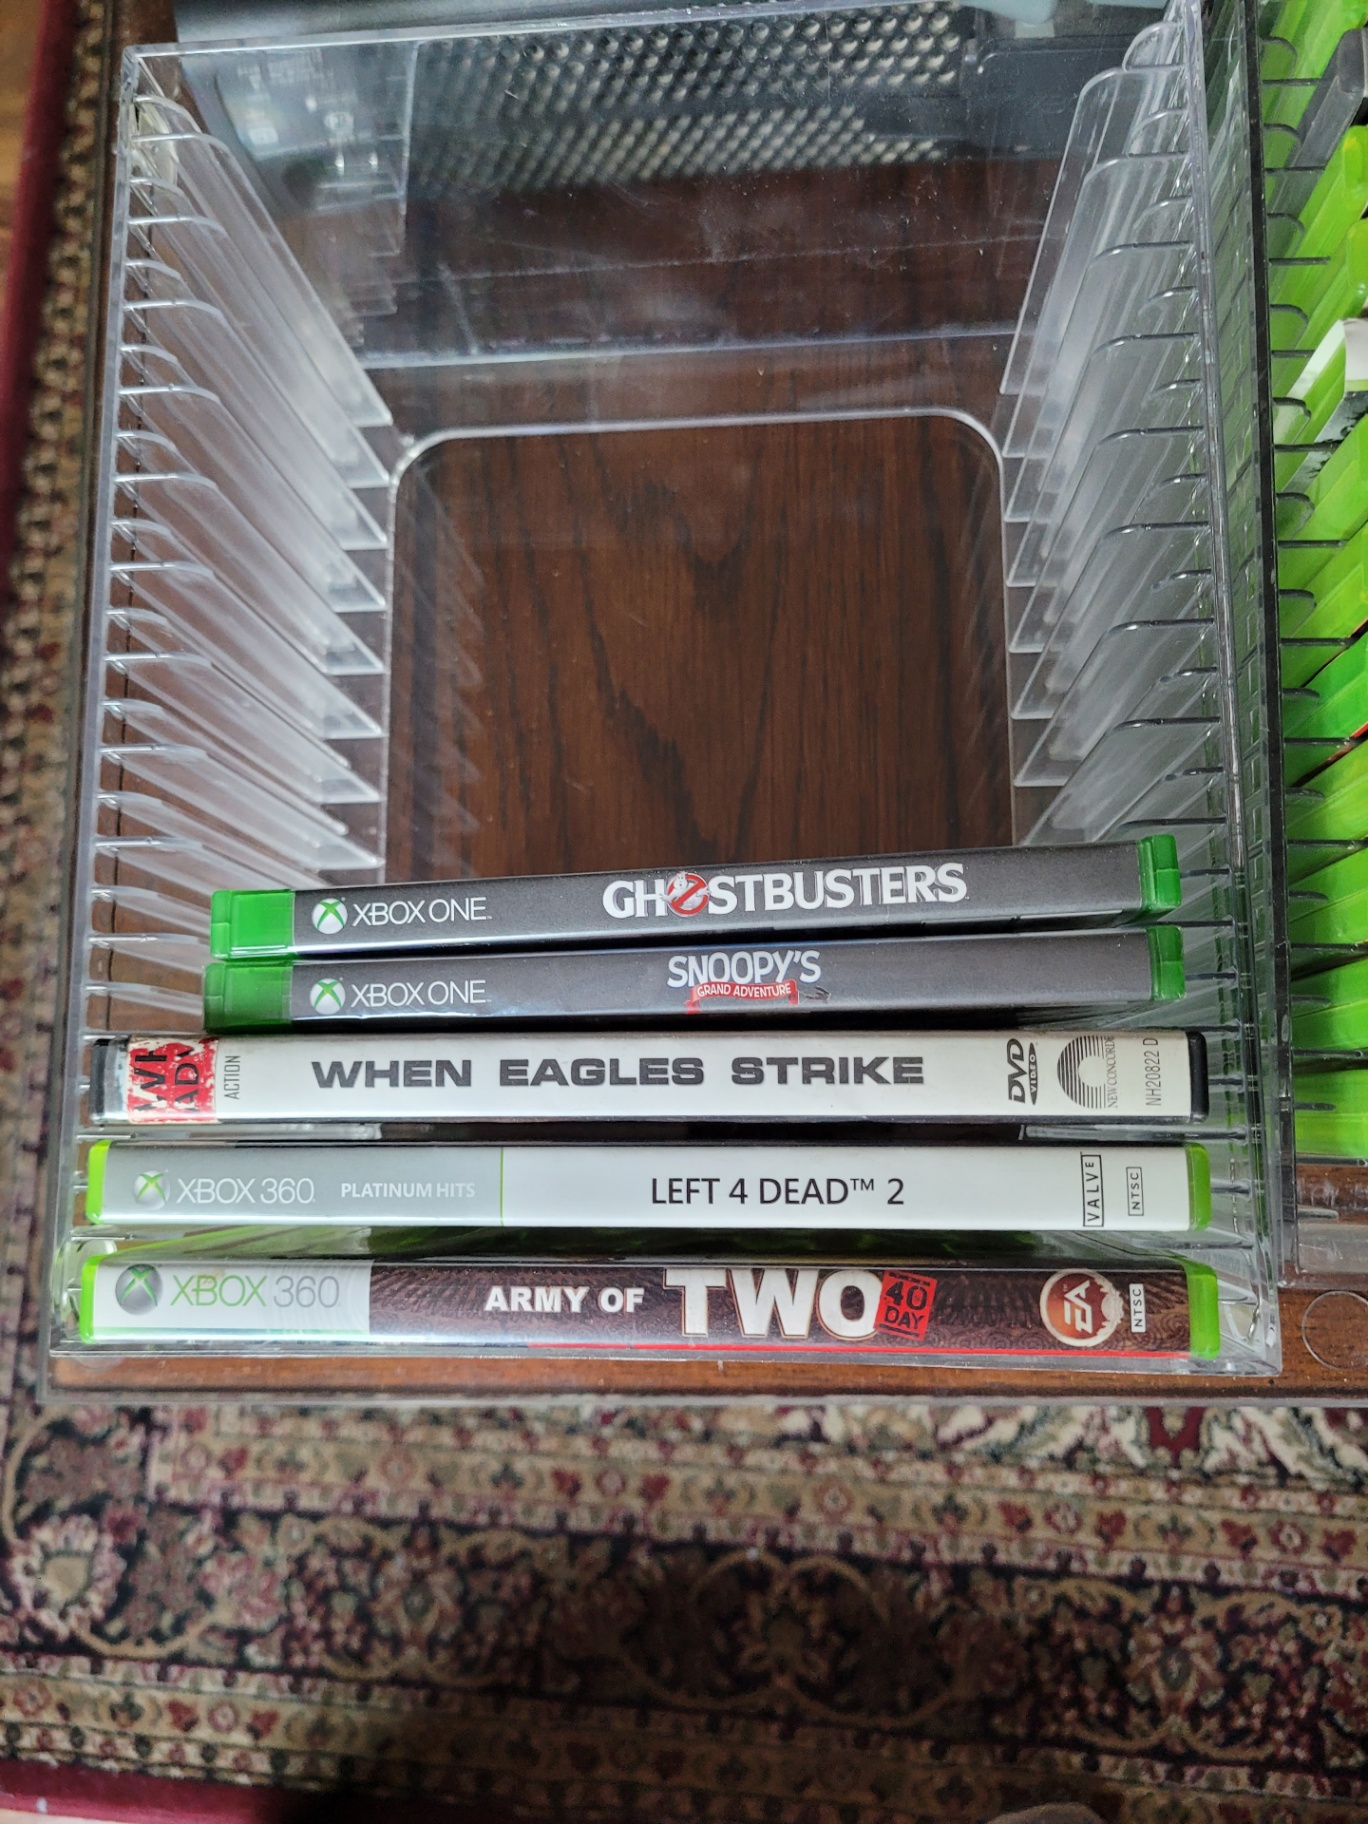 XBOX ONE GHOSTBUSTERS
XBOX ONE SNOOPY'S
GRAND ADVENTURE
ACTION WHEN EAGLES STRIKE DVD VIDEO NEW CONCORDE NH20822 D
XBOX 360 PLATINUM HITS LEFT 4 DEAD™ 2 VALVE NTSC
XBOX 360 ARMY OF TWO 40 DAY EA NTSC